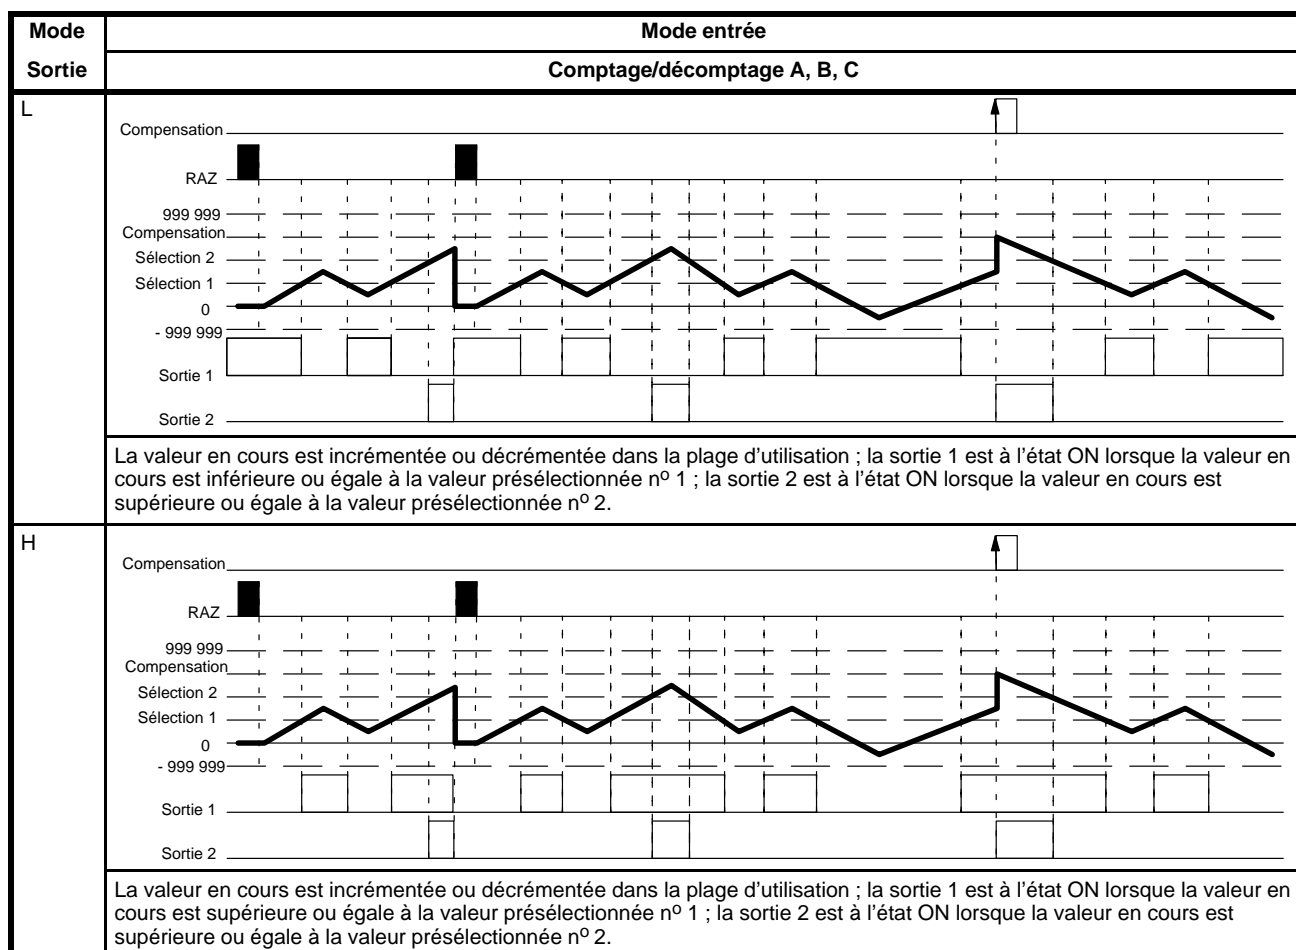 Mode
Sortie
Mode entrée
Comptage/décomptage A, B, C
L
Compensation
RAZ
999 999
Compensation
Sélection 2
Sélection 1
0
- 999 999
Sortie 1
Sortie 2
La valeur en cours est incrémentée ou décrémentée dans la plage d'utilisation ; la sortie 1 est à l'état ON lorsque la valeur en
cours est inférieure ou égale à la valeur présélectionnée nº 1 ; la sortie 2 est à l'état ON lorsque la valeur en cours est
supérieure ou égale à la valeur présélectionnée nº 2.
H
Compensation
RAZ
999 999
Compensation
Sélection 2
Sélection 1
0
- 999 999
Sortie 1
Sortie 2
La valeur en cours est incrémentée ou décrémentée dans la plage d'utilisation ; la sortie 1 est à l'état ON lorsque la valeur en
cours est supérieure ou égale à la valeur présélectionnée nº 1 ; la sortie 2 est à l'état ON lorsque la valeur en cours est
supérieure ou égale à la valeur présélectionnée nº 2.